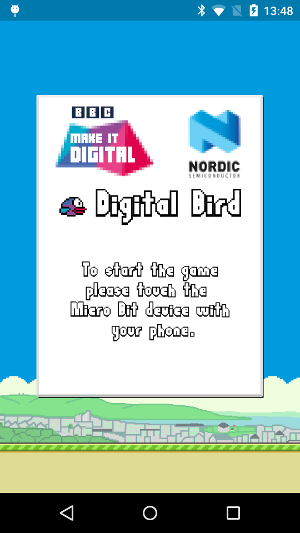 13:48
BBC
MAKE IT
DIGITAL
NORDIC
SEMICONDUCTOR
Digital Bird
To start the game
please touch the
Micro Bit device with
your phone.